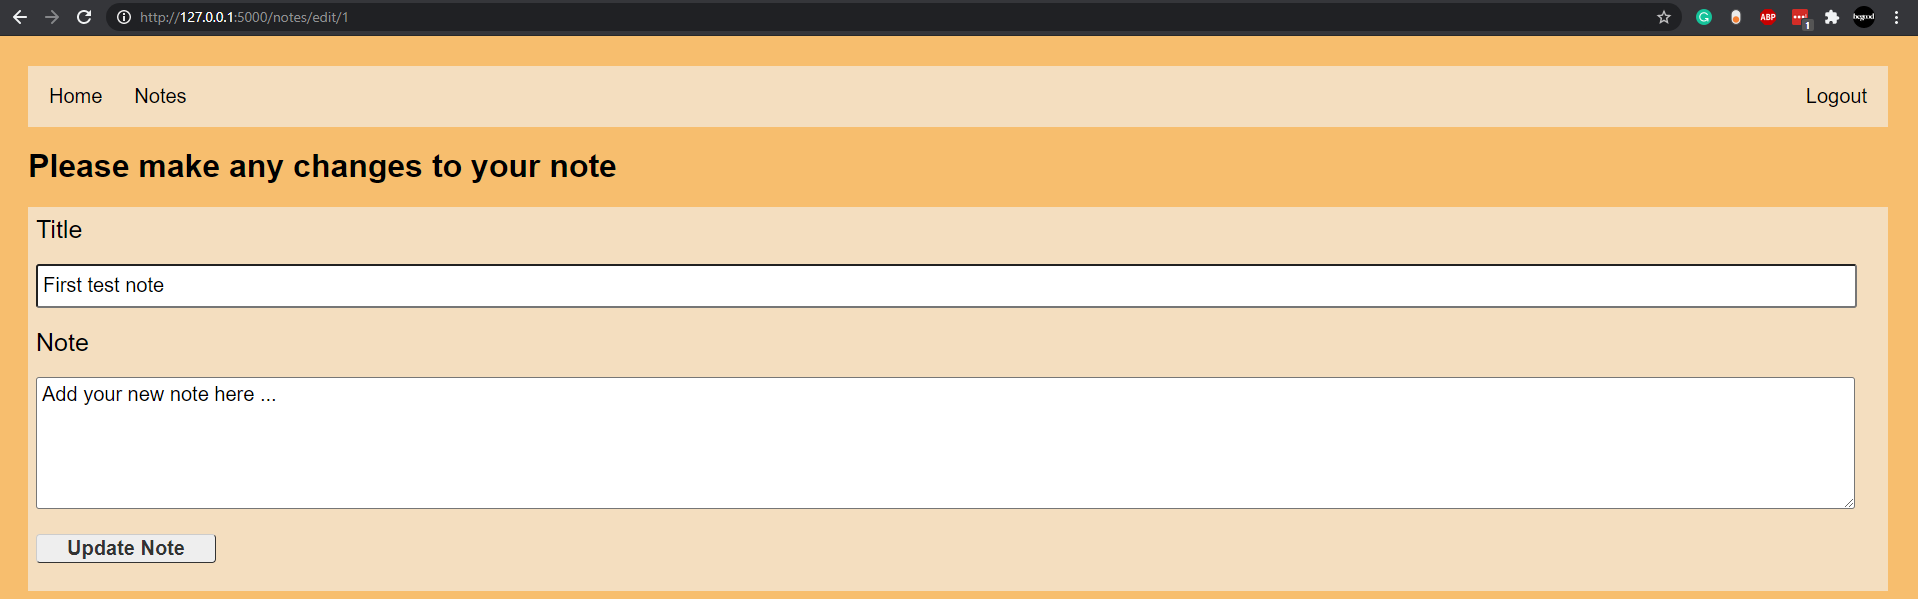 http://127.0.0.1:5000/notes/edit/1
ABP
1
Home Notes Logout
Please make any changes to your note
Title
First test note
Note
Add your new note here ...
Update Note